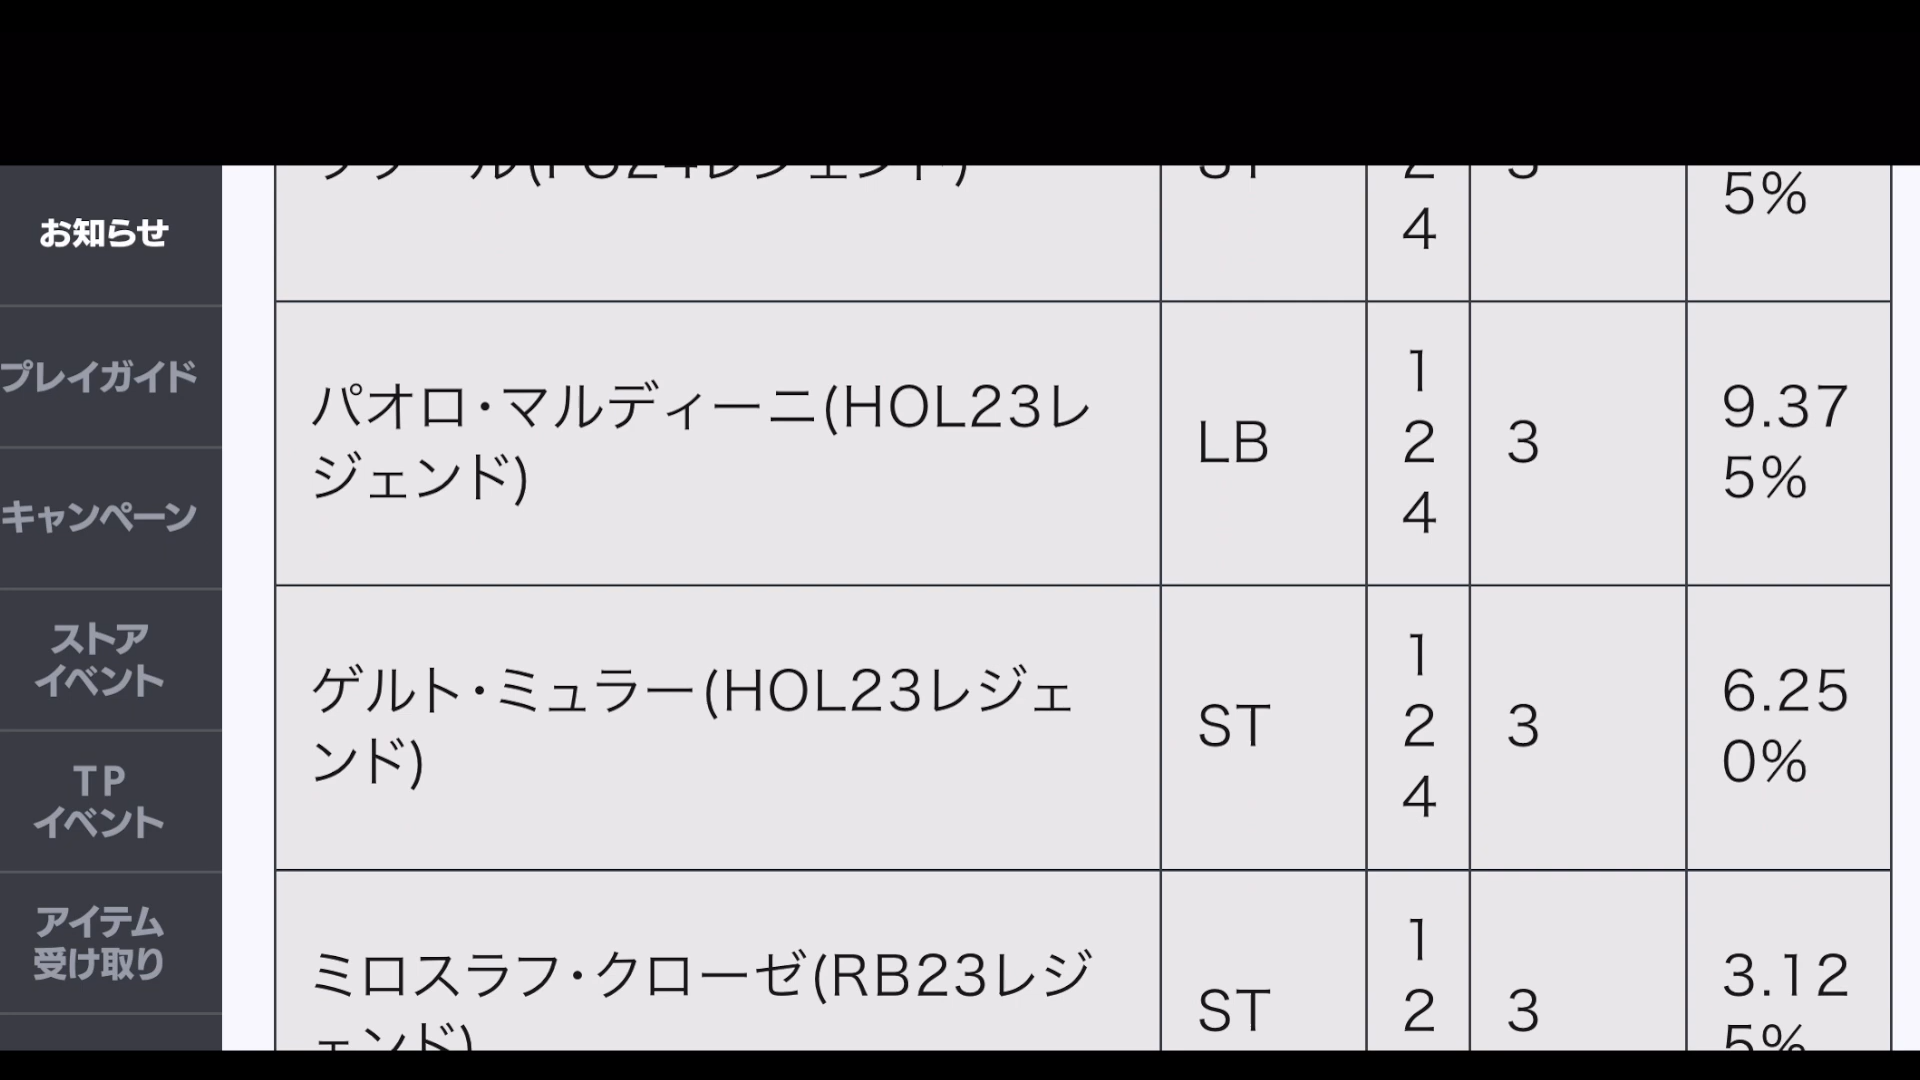 お知らせ
プレイガイド
キャンペーン
ストア
イベント
TP
イベント
アイテム
受け取り
4
3
5%
パオロ・マルディーニ(HOL23レ
ジェンド)
LB
1
2
4
3
9.37
5%
ゲルト・ミュラー(HOL23レジェ
ンド)
ST
1
2
4
3
6.25
0%
ミロスラフ・クローゼ(RB23レジ
ェンド)
ST
1
2
3
3.12
5%